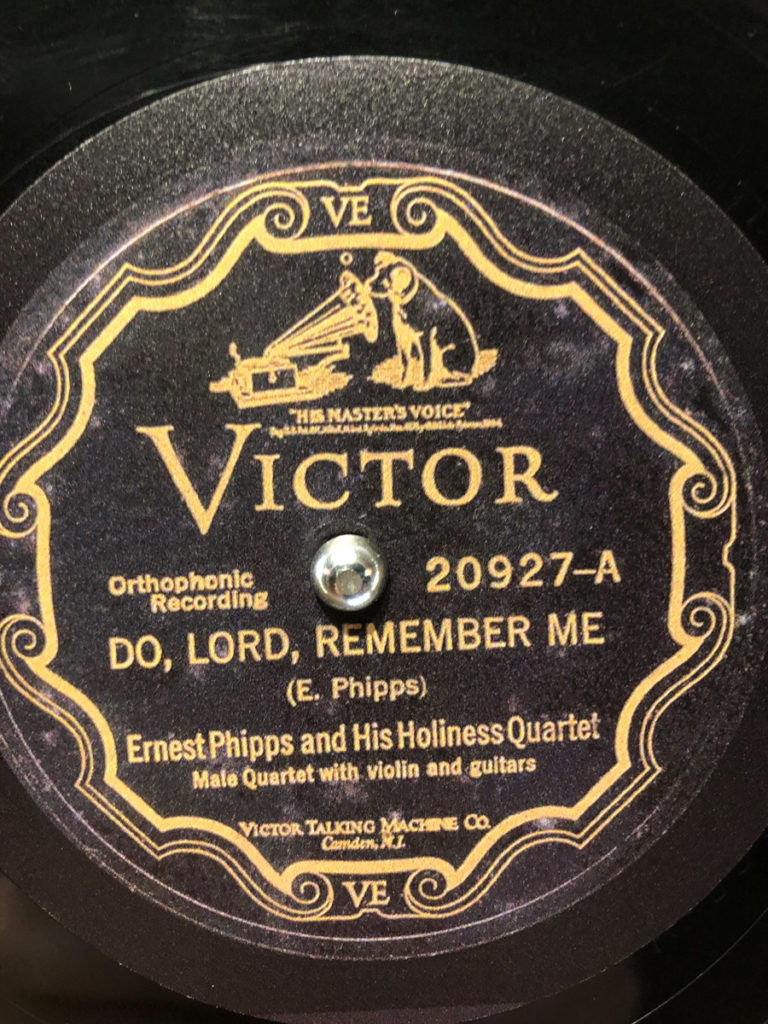 VE
"HIS MASTER'S VOICE"
VICTOR
Orthophonic
Recording
20927-A
DO, LORD, REMEMBER ME
(E. Phipps)
Ernest Phipps and His Holiness Quartet
Male Quartet with violin and guitars
VICTOR TALKING MACHINE CO.
Camden, N.J.
VE